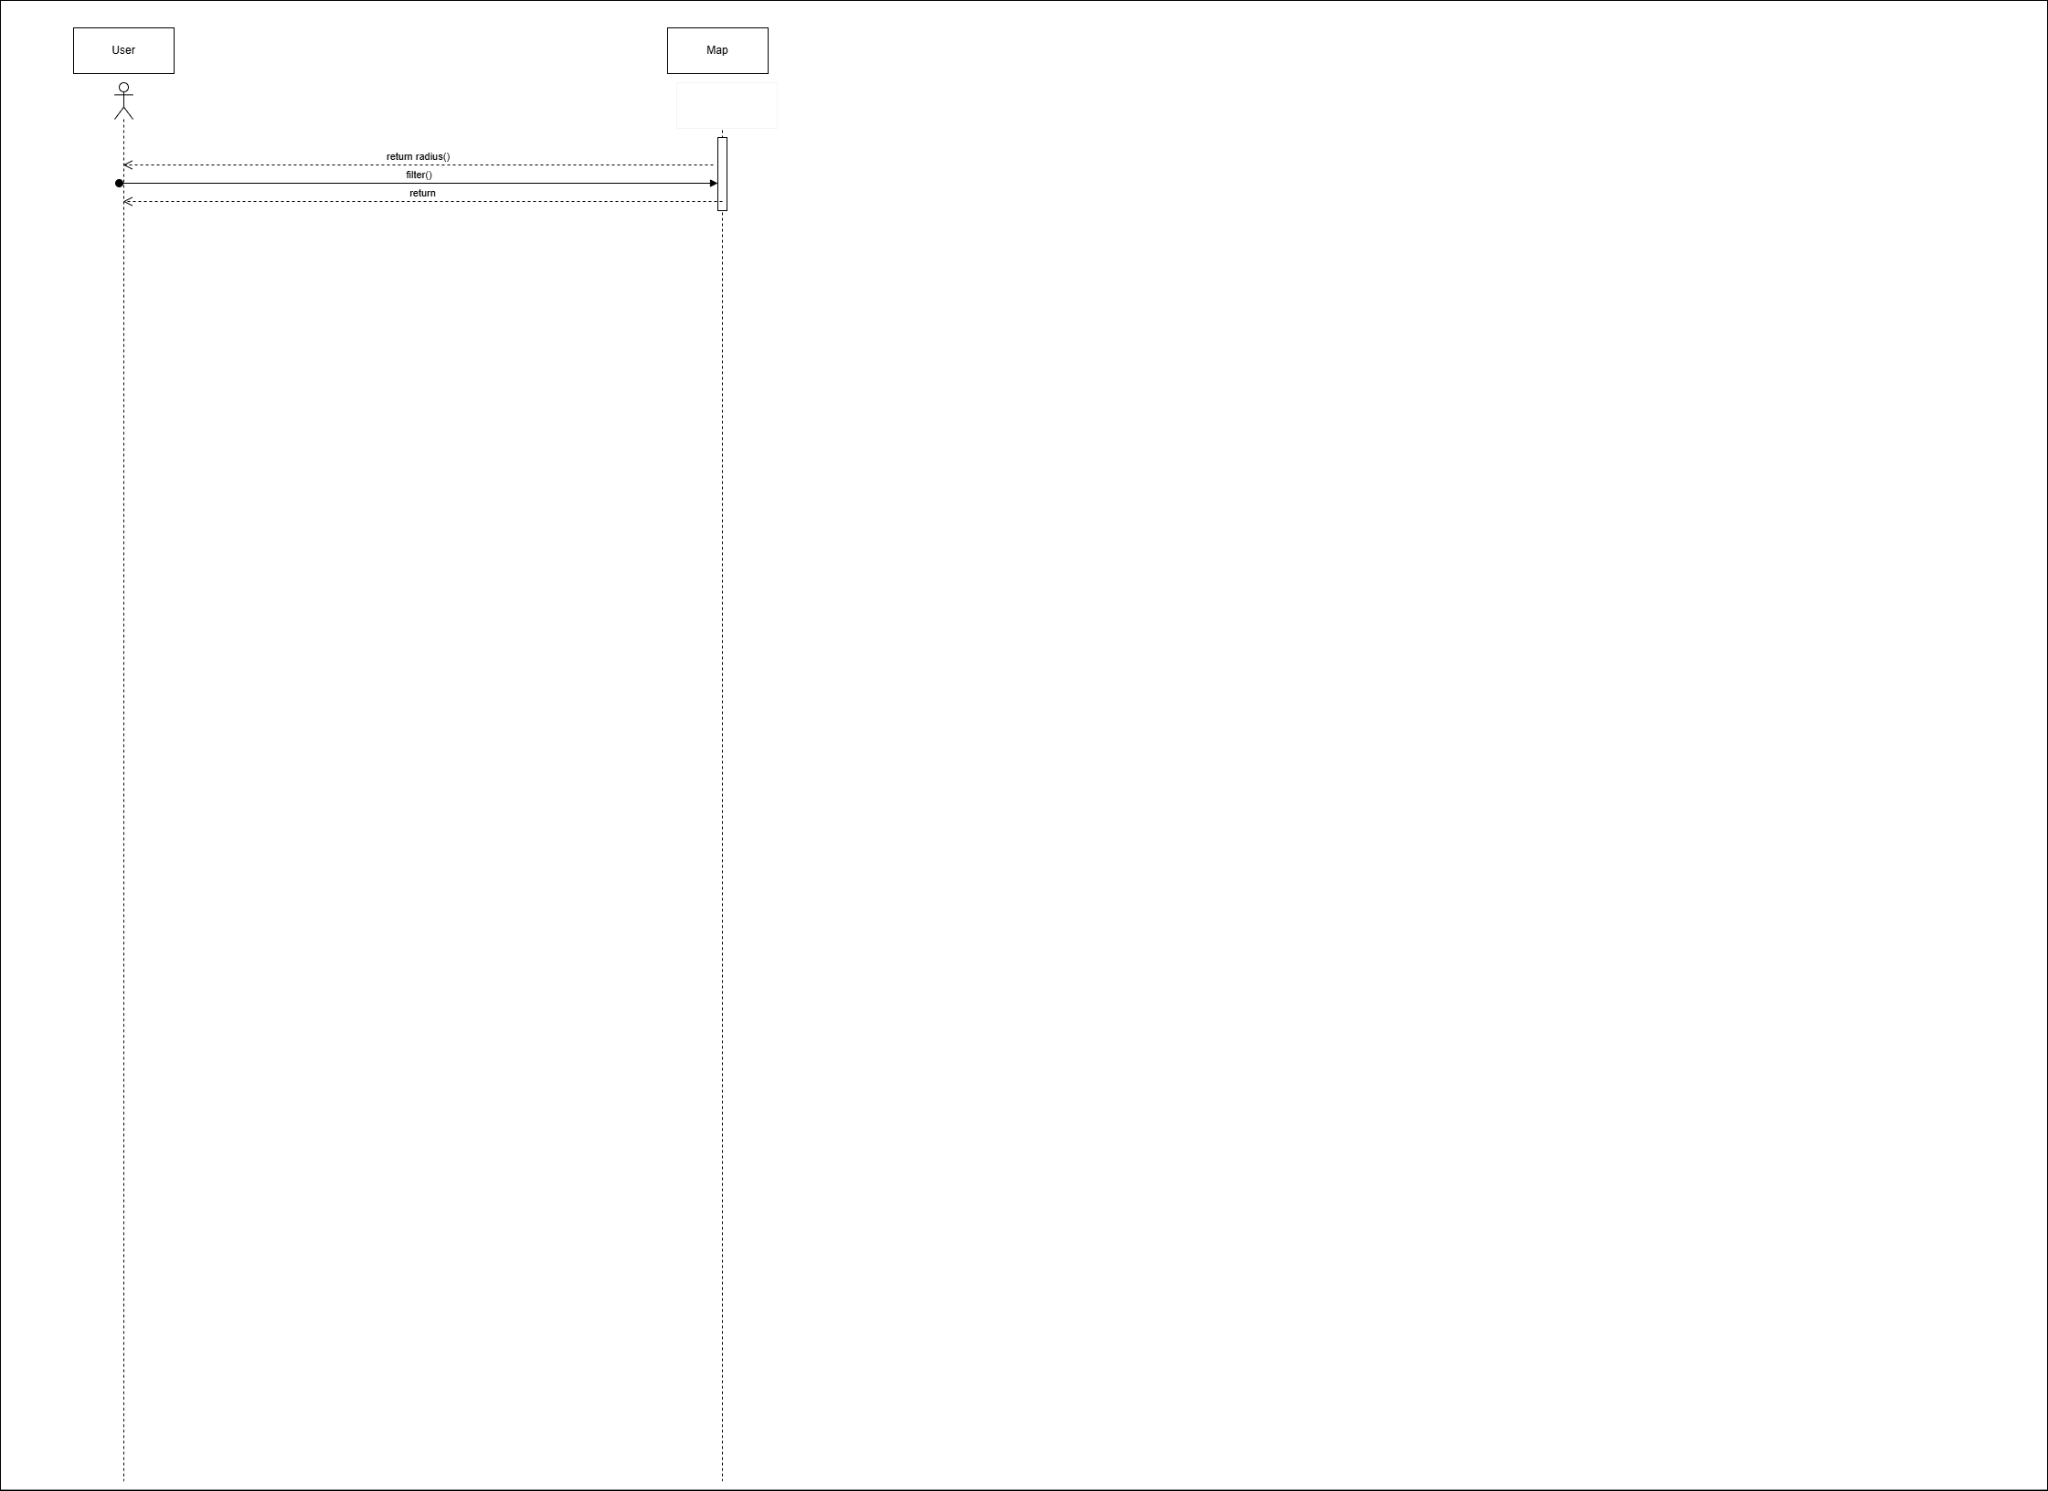 User
Map
return radius()
filter()
return